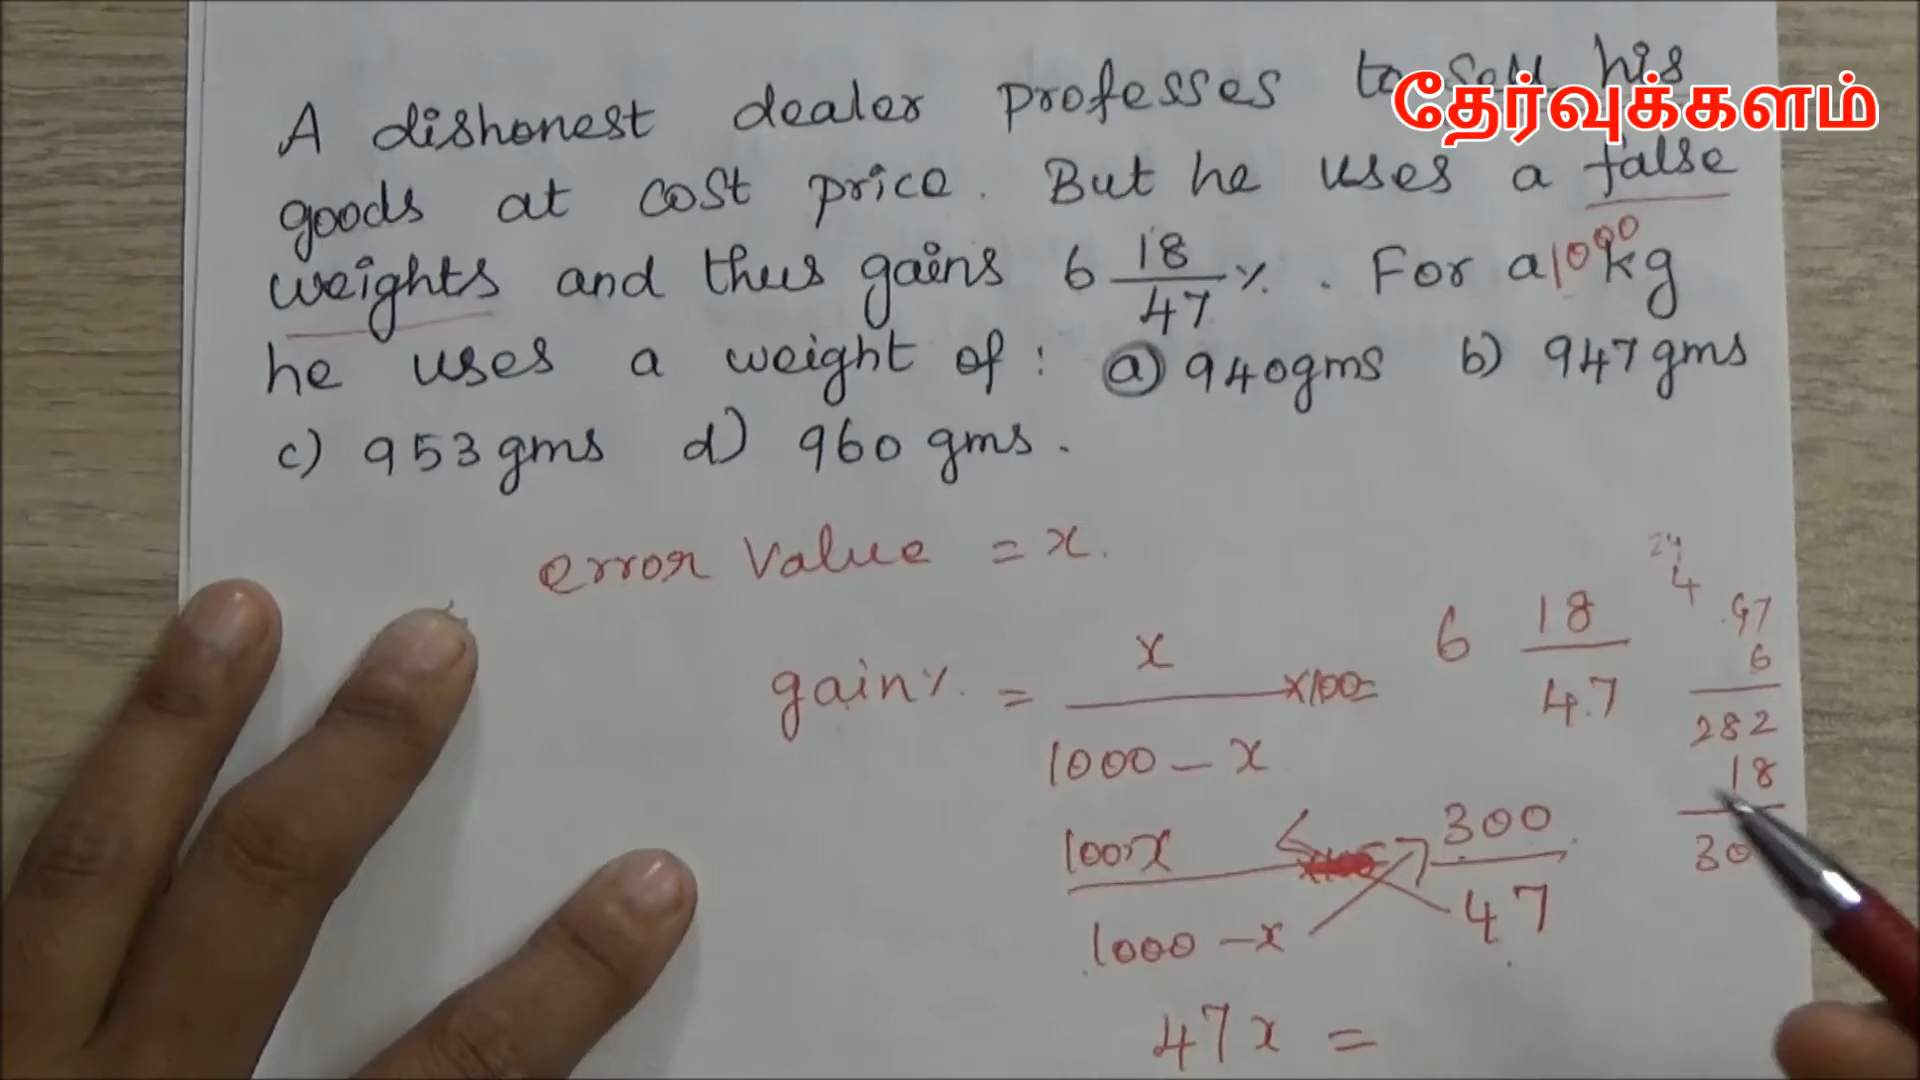 A dishonest dealer professes to sell his
தேர்வுக்களம்
goods at cost price. But he uses a false
weights and thus gains 6 18/47 %. For a kg
1000
he uses a weight of : a) 940gms b) 947gms
c) 953gms d) 960 gms.
error Value = x.
gain% = x / 1000 - x ×100 = 6 18/47
4
47
6
282
18
100x / 1000 - x 300 / 47
47x =